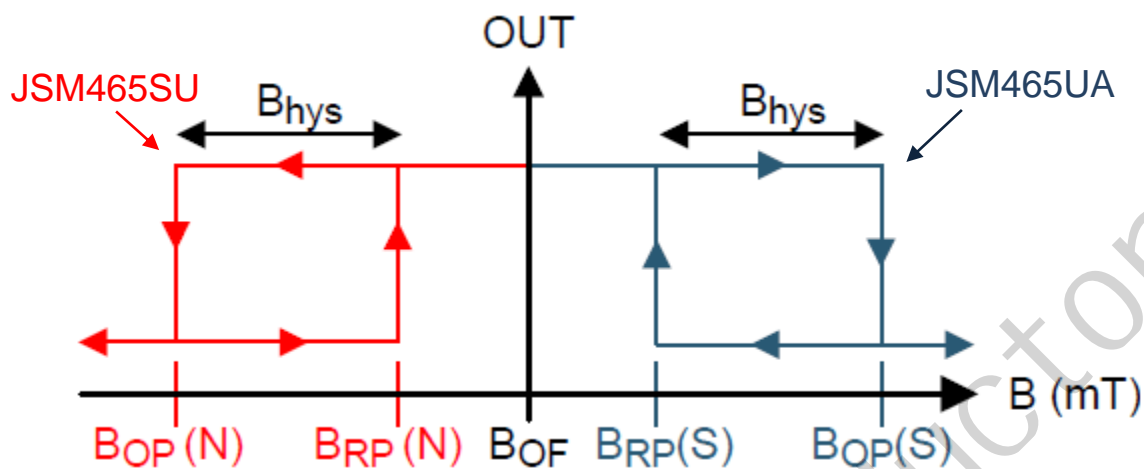 OUT
JSM465SU
JSM465UA
Bhys
Bhys
B (mT)
BOP (N)
BRP (N)
BOF
BRP(S)
BOP(S)